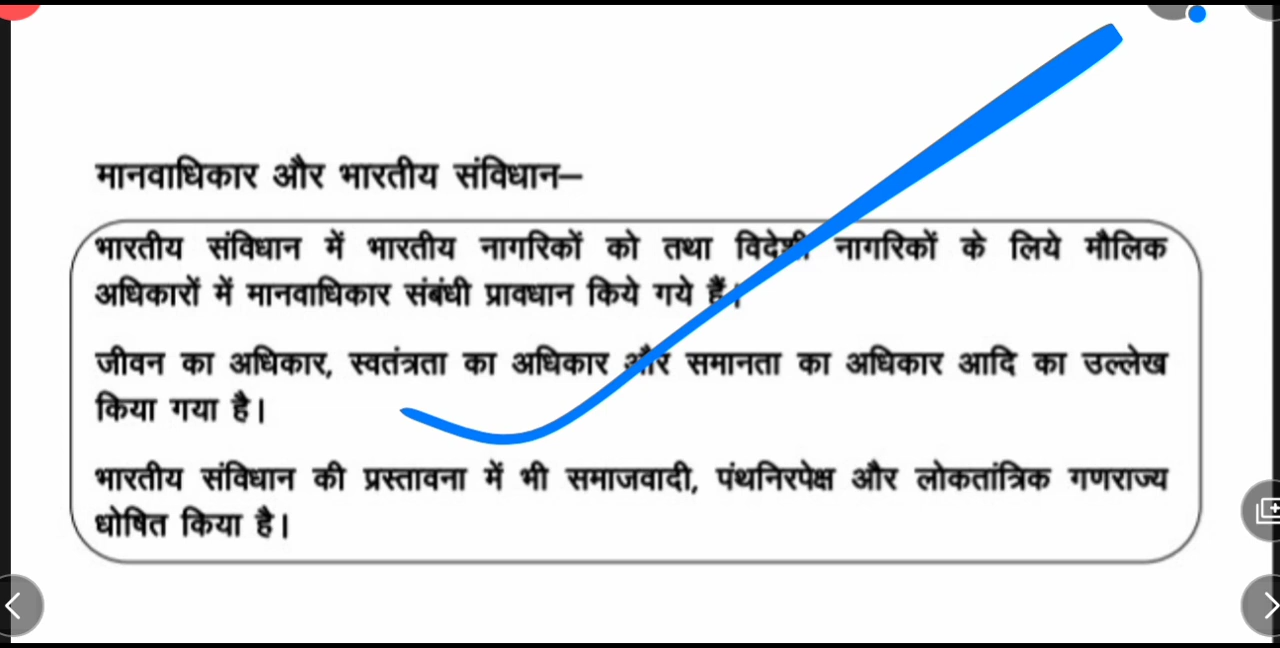 मानवाधिकार और भारतीय संविधान–
भारतीय संविधान में भारतीय नागरिकों को तथा विदेशी नागरिकों के लिये मौलिक
अधिकारों में मानवाधिकार संबंधी प्रावधान किये गये हैं।
जीवन का अधिकार, स्वतंत्रता का अधिकार और समानता का अधिकार आदि का उल्लेख
किया गया है।
भारतीय संविधान की प्रस्तावना में भी समाजवादी, पंथनिरपेक्ष और लोकतांत्रिक गणराज्य
धोषित किया है।